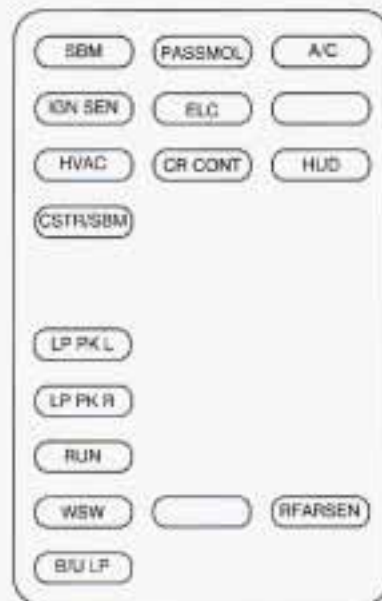 SBM PASSMOL A/C
IGN SEN ELC
HVAC CR CONT HUD
CSTR/SBM
LP PK L
LP PK R
RUN
WSW RFARSEN
B/U LP